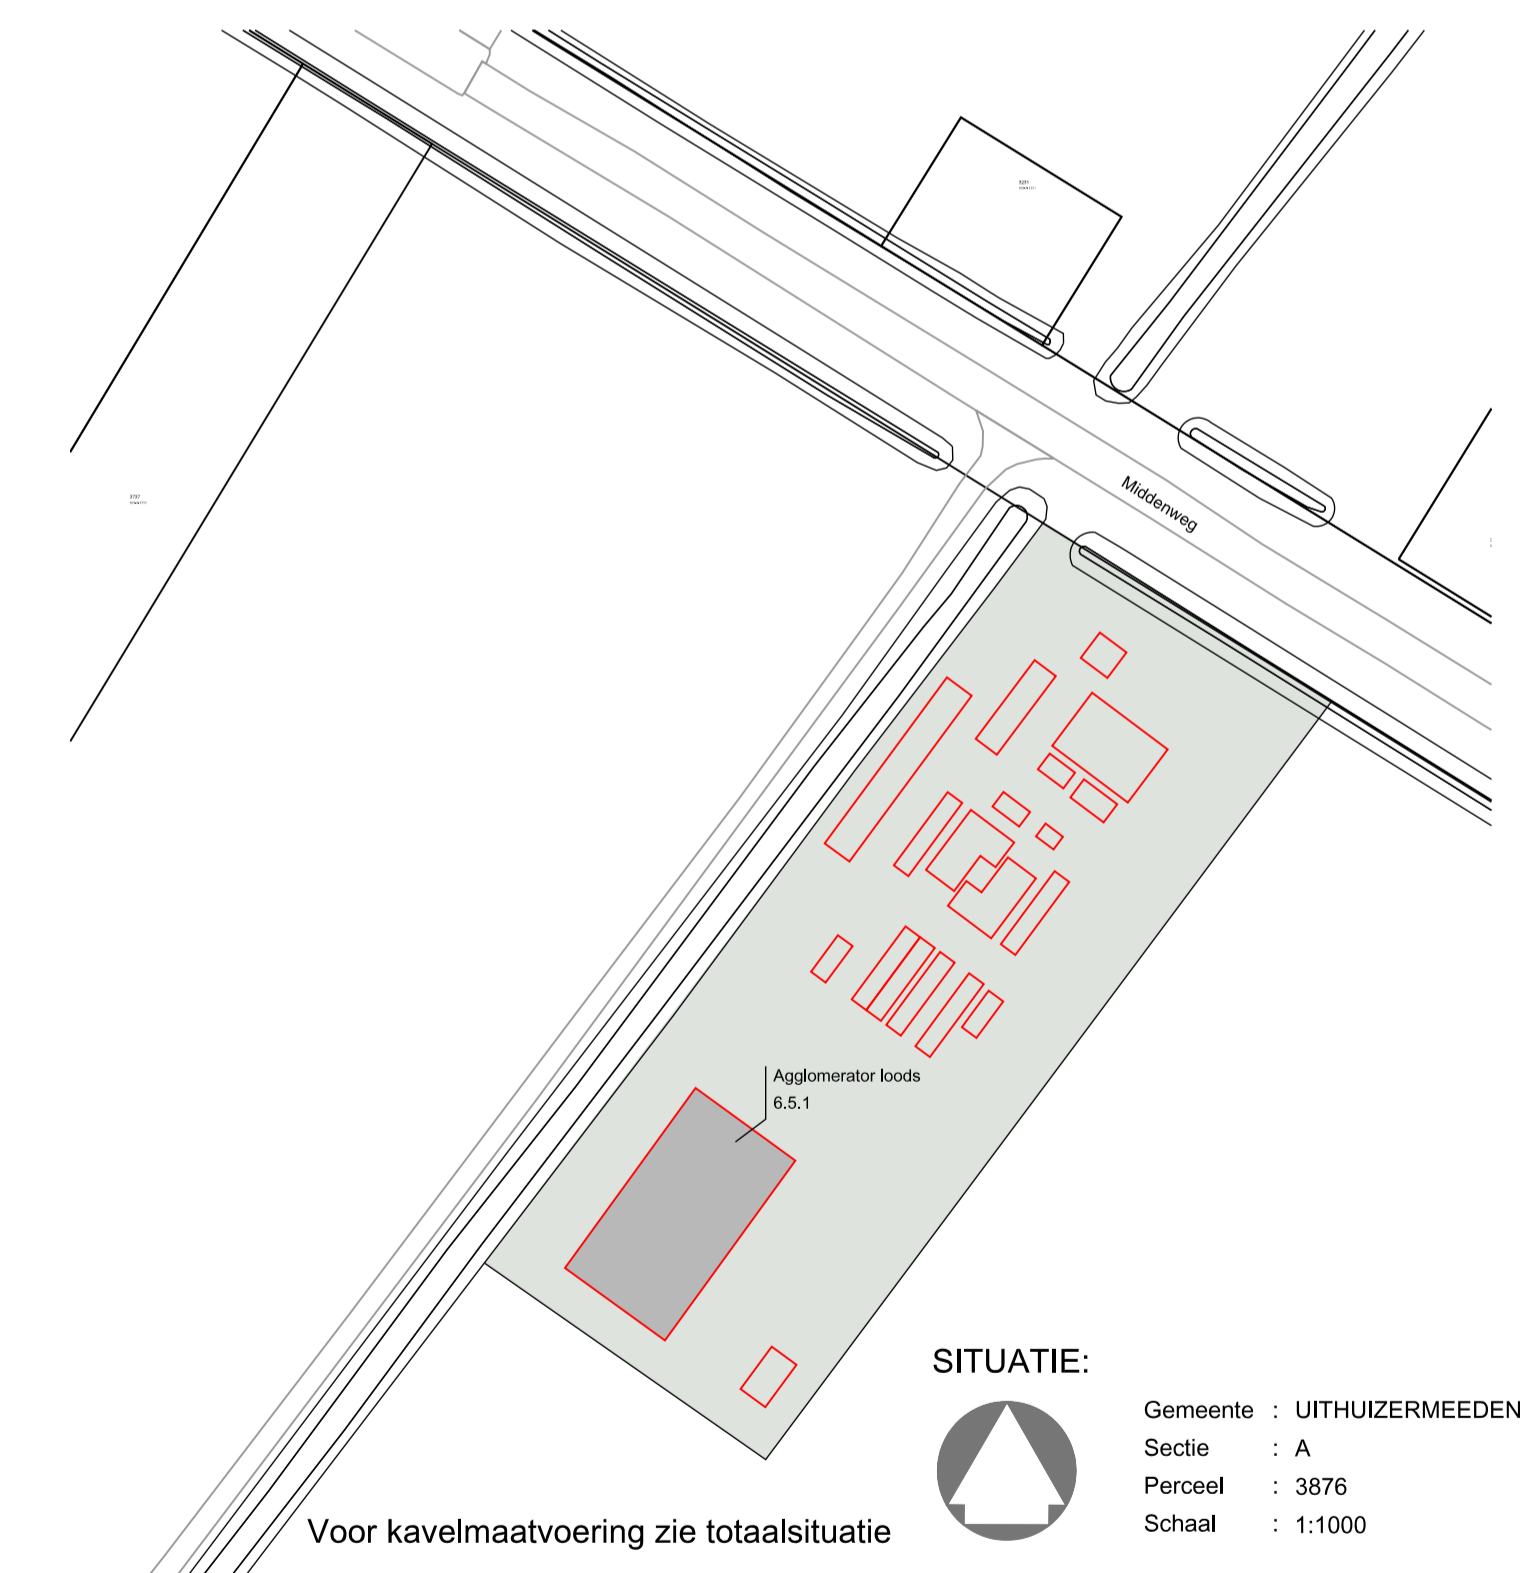 Middenweg
Agglomerator loods
6.5.1
SITUATIE:
Gemeente : UITHUIZERMEEDEN
Sectie : A
Perceel : 3876
Schaal : 1:1000
Voor kavelmaatvoering zie totaalsituatie